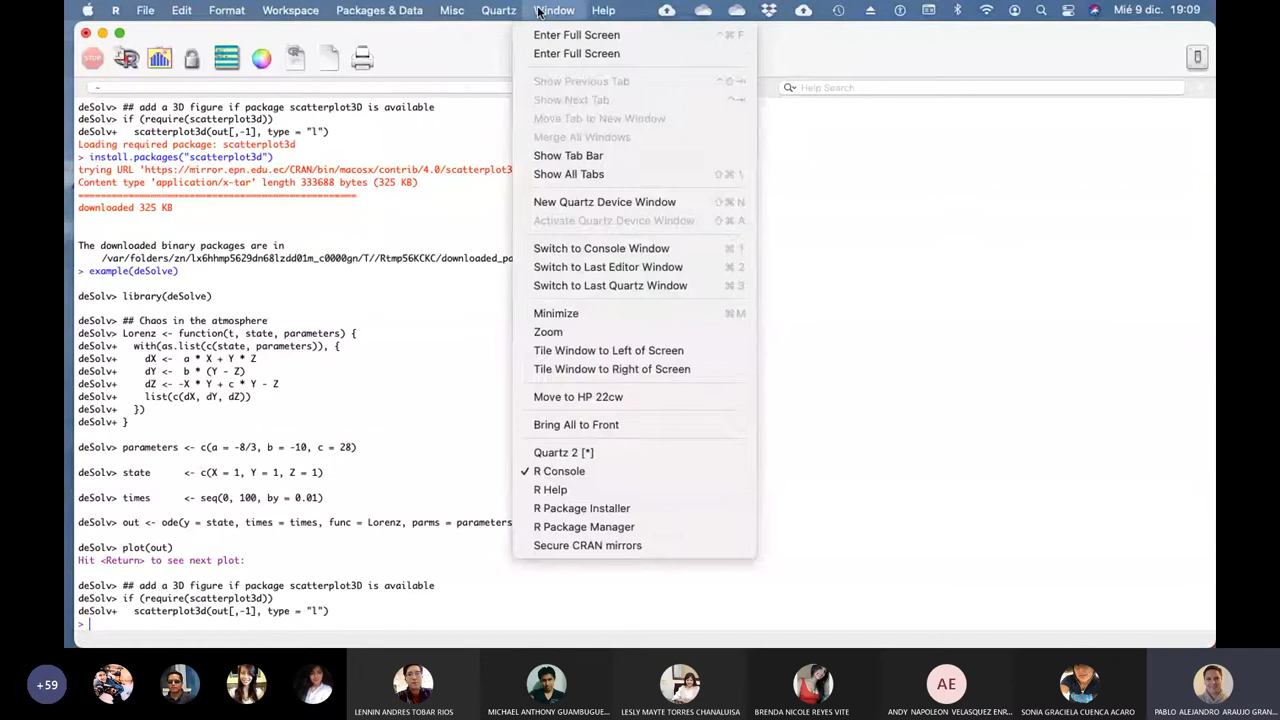 R File Edit Format Workspace Packages & Data Misc Quartz Window Help Mié 9 dic. 19:09
STOP
~
Help Search
deSolv> ## add a 3D figure if package scatterplot3D is available
deSolv> if (require(scatterplot3d))
deSolv+ scatterplot3d(out[,-1], type = "l")
Loading required package: scatterplot3d
> install.packages("scatterplot3d")
trying URL 'https://mirror.epn.edu.ec/CRAN/bin/macosx/contrib/4.0/scatterplot3
Content type 'application/x-tar' length 333688 bytes (325 KB)
==================================================
downloaded 325 KB
The downloaded binary packages are in
/var/folders/zn/lx6hhmp5629dn68lzdd01m_c0000gn/T//Rtmp56KCKC/downloaded_pa
> example(deSolve)
deSolv> library(deSolve)
deSolv> ## Chaos in the atmosphere
deSolv> Lorenz <- function(t, state, parameters) {
deSolv+ with(as.list(c(state, parameters)), {
deSolv+ dX <- a * X + Y * Z
deSolv+ dY <- b * (Y - Z)
deSolv+ dZ <- -X * Y + c * Y - Z
deSolv+ list(c(dX, dY, dZ))
deSolv+ })
deSolv+ }
deSolv> parameters <- c(a = -8/3, b = -10, c = 28)
deSolv> state <- c(X = 1, Y = 1, Z = 1)
deSolv> times <- seq(0, 100, by = 0.01)
deSolv> out <- ode(y = state, times = times, func = Lorenz, parms = parameters
deSolv> plot(out)
Hit <Return> to see next plot:
deSolv> ## add a 3D figure if package scatterplot3D is available
deSolv> if (require(scatterplot3d))
deSolv+ scatterplot3d(out[,-1], type = "l")
>
Enter Full Screen ^⌘F
Enter Full Screen
Show Previous Tab ^⇧⇥
Show Next Tab ^⇥
Move Tab to New Window
Merge All Windows
Show Tab Bar
Show All Tabs ⇧⌘\
New Quartz Device Window ⇧⌘N
Activate Quartz Device Window ⇧⌘A
Switch to Console Window ⌘1
Switch to Last Editor Window ⌘2
Switch to Last Quartz Window ⌘3
Minimize ⌘M
Zoom
Tile Window to Left of Screen
Tile Window to Right of Screen
Move to HP 22cw
Bring All to Front
Quartz 2 [*]
✓ R Console
R Help
R Package Installer
R Package Manager
Secure CRAN mirrors
+59
AE
LENNIN ANDRES TOBAR RIOS
MICHAEL ANTHONY GUAMBUGUE...
LESLY MAYTE TORRES CHANALUISA
BRENDA NICOLE REYES VITE
ANDY NAPOLEON VELASQUEZ ENR...
SONIA GRACIELA CUENCA ACARO
PABLO ALEJANDRO ARAUJO GRAN...